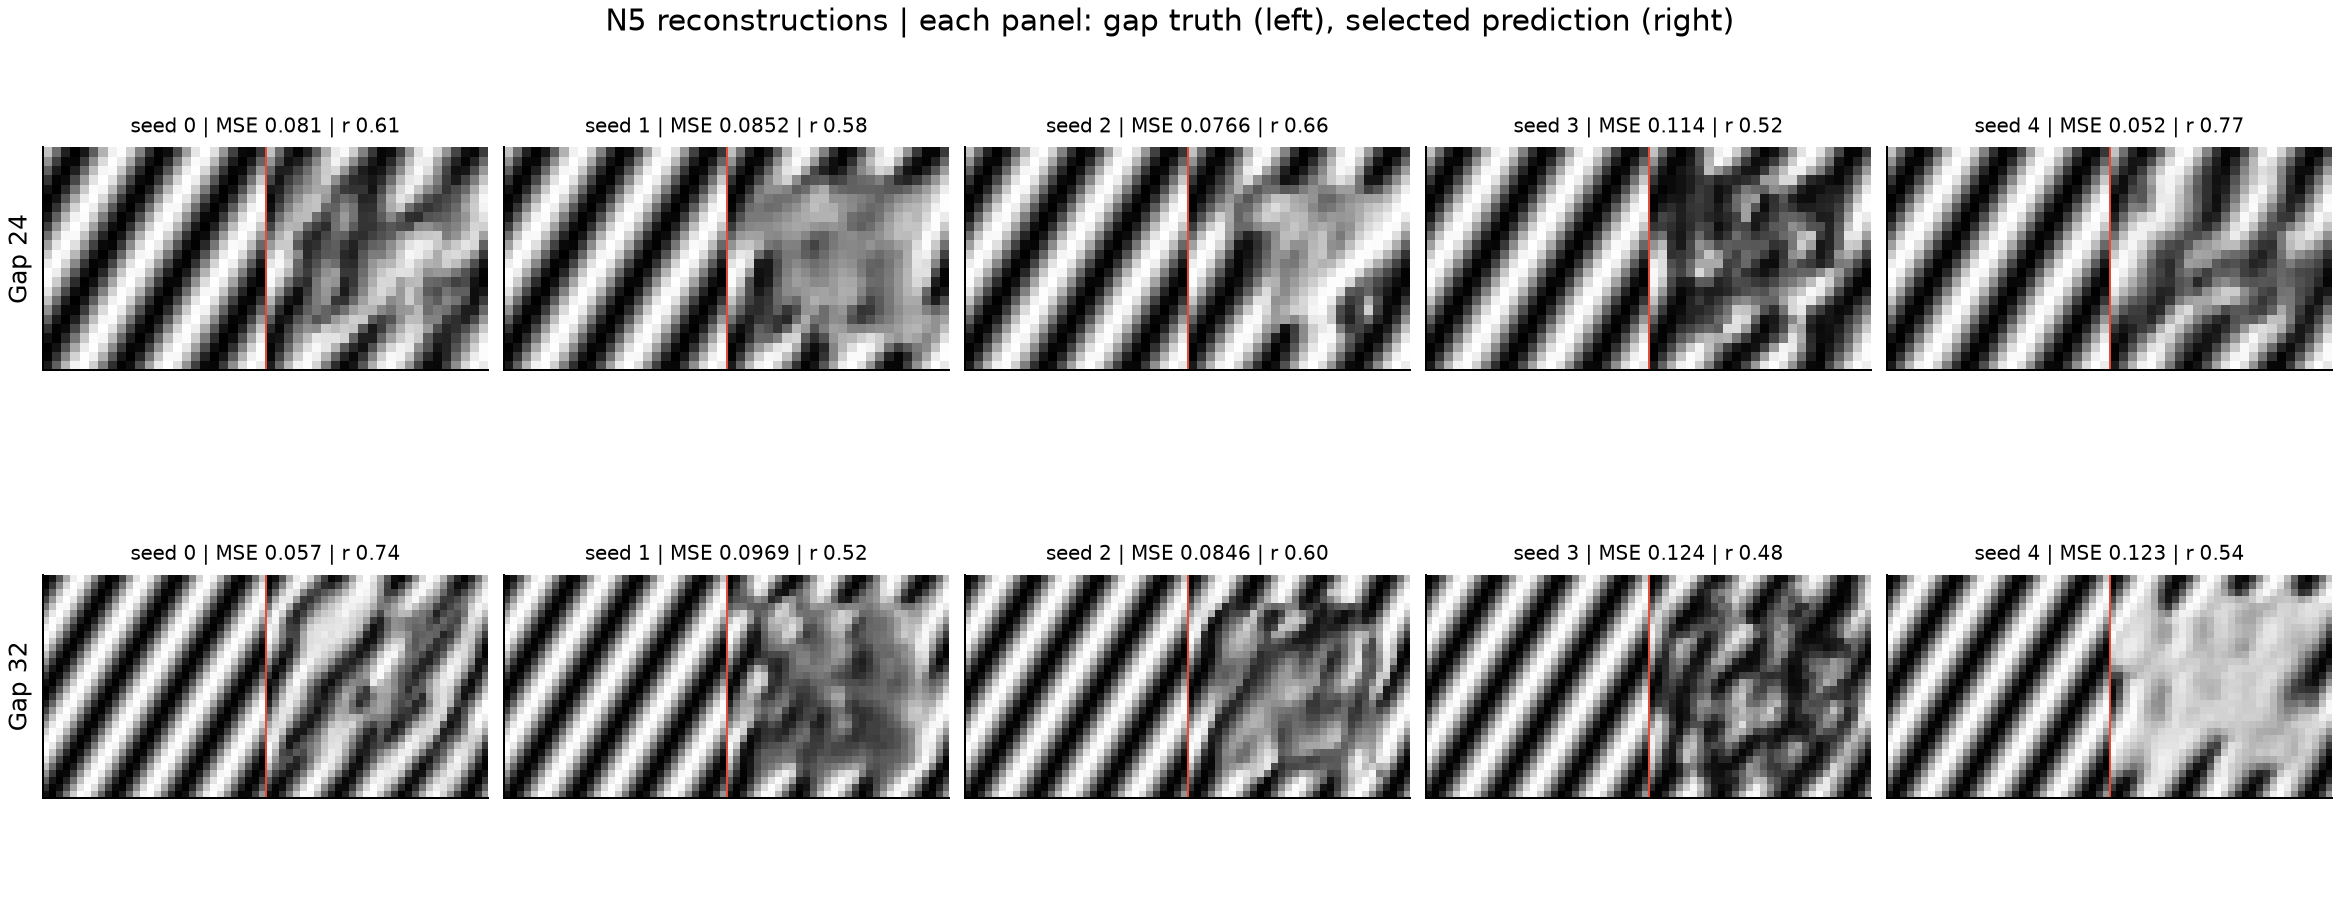 N5 reconstructions | each panel: gap truth (left), selected prediction (right)
seed 0 | MSE 0.081 | r 0.61
seed 1 | MSE 0.0852 | r 0.58
seed 2 | MSE 0.0766 | r 0.66
seed 3 | MSE 0.114 | r 0.52
seed 4 | MSE 0.052 | r 0.77
Gap 24
seed 0 | MSE 0.057 | r 0.74
seed 1 | MSE 0.0969 | r 0.52
seed 2 | MSE 0.0846 | r 0.60
seed 3 | MSE 0.124 | r 0.48
seed 4 | MSE 0.123 | r 0.54
Gap 32